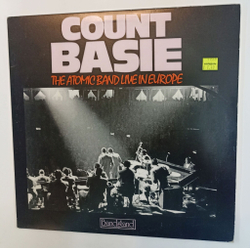 COUNT
BASIE
THE ATOMIC BAND LIVE IN EUROPE
Bandstand